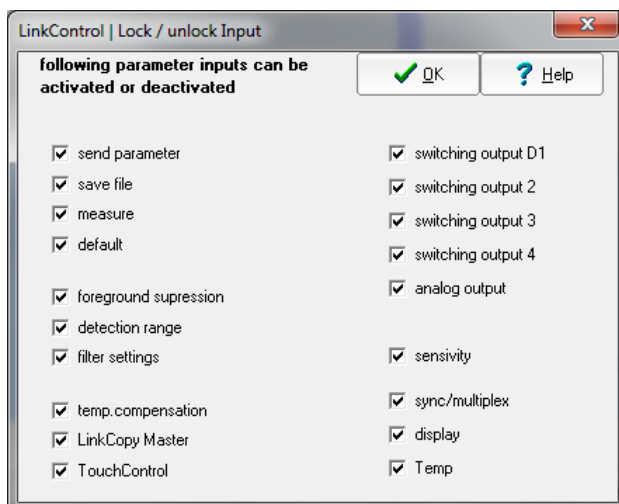 LinkControl | Lock / unlock Input
following parameter inputs can be
activated or deactivated
OK
? Help
send parameter
save file
measure
default
foreground supression
detection range
filter settings
temp.compensation
LinkCopy Master
TouchControl
switching output D1
switching output 2
switching output 3
switching output 4
analog output
sensivity
sync/multiplex
display
Temp